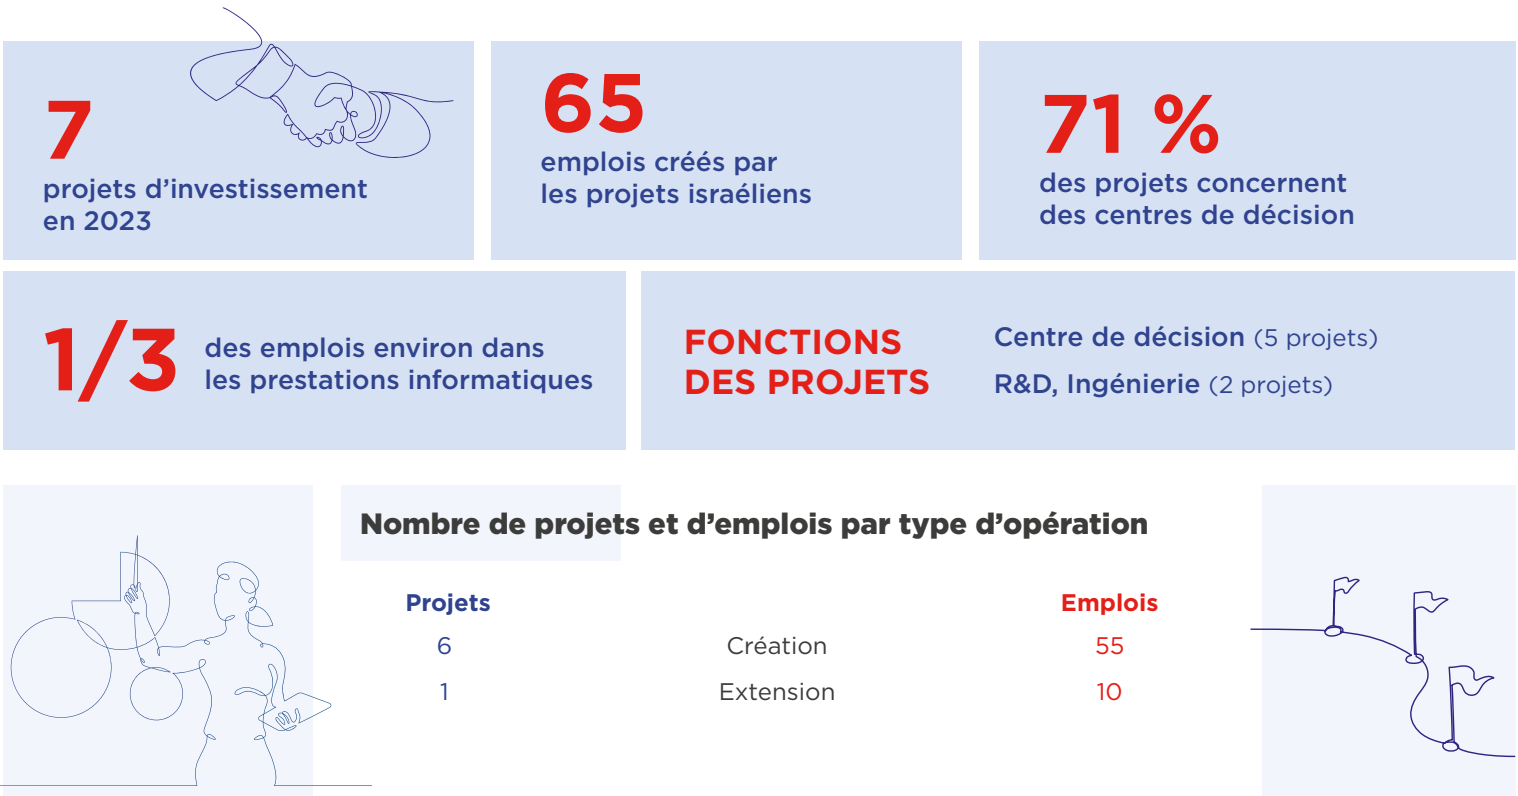 7
projets d’investissement
en 2023
65
emplois créés par
les projets israéliens
71 %
des projets concernent
des centres de décision
1/3
des emplois environ dans
les prestations informatiques
FONCTIONS
DES PROJETS
Centre de décision (5 projets)
R&D, Ingénierie (2 projets)
Nombre de projets et d’emplois par type d’opération
Projets Emplois
6 Création 55
1 Extension 10